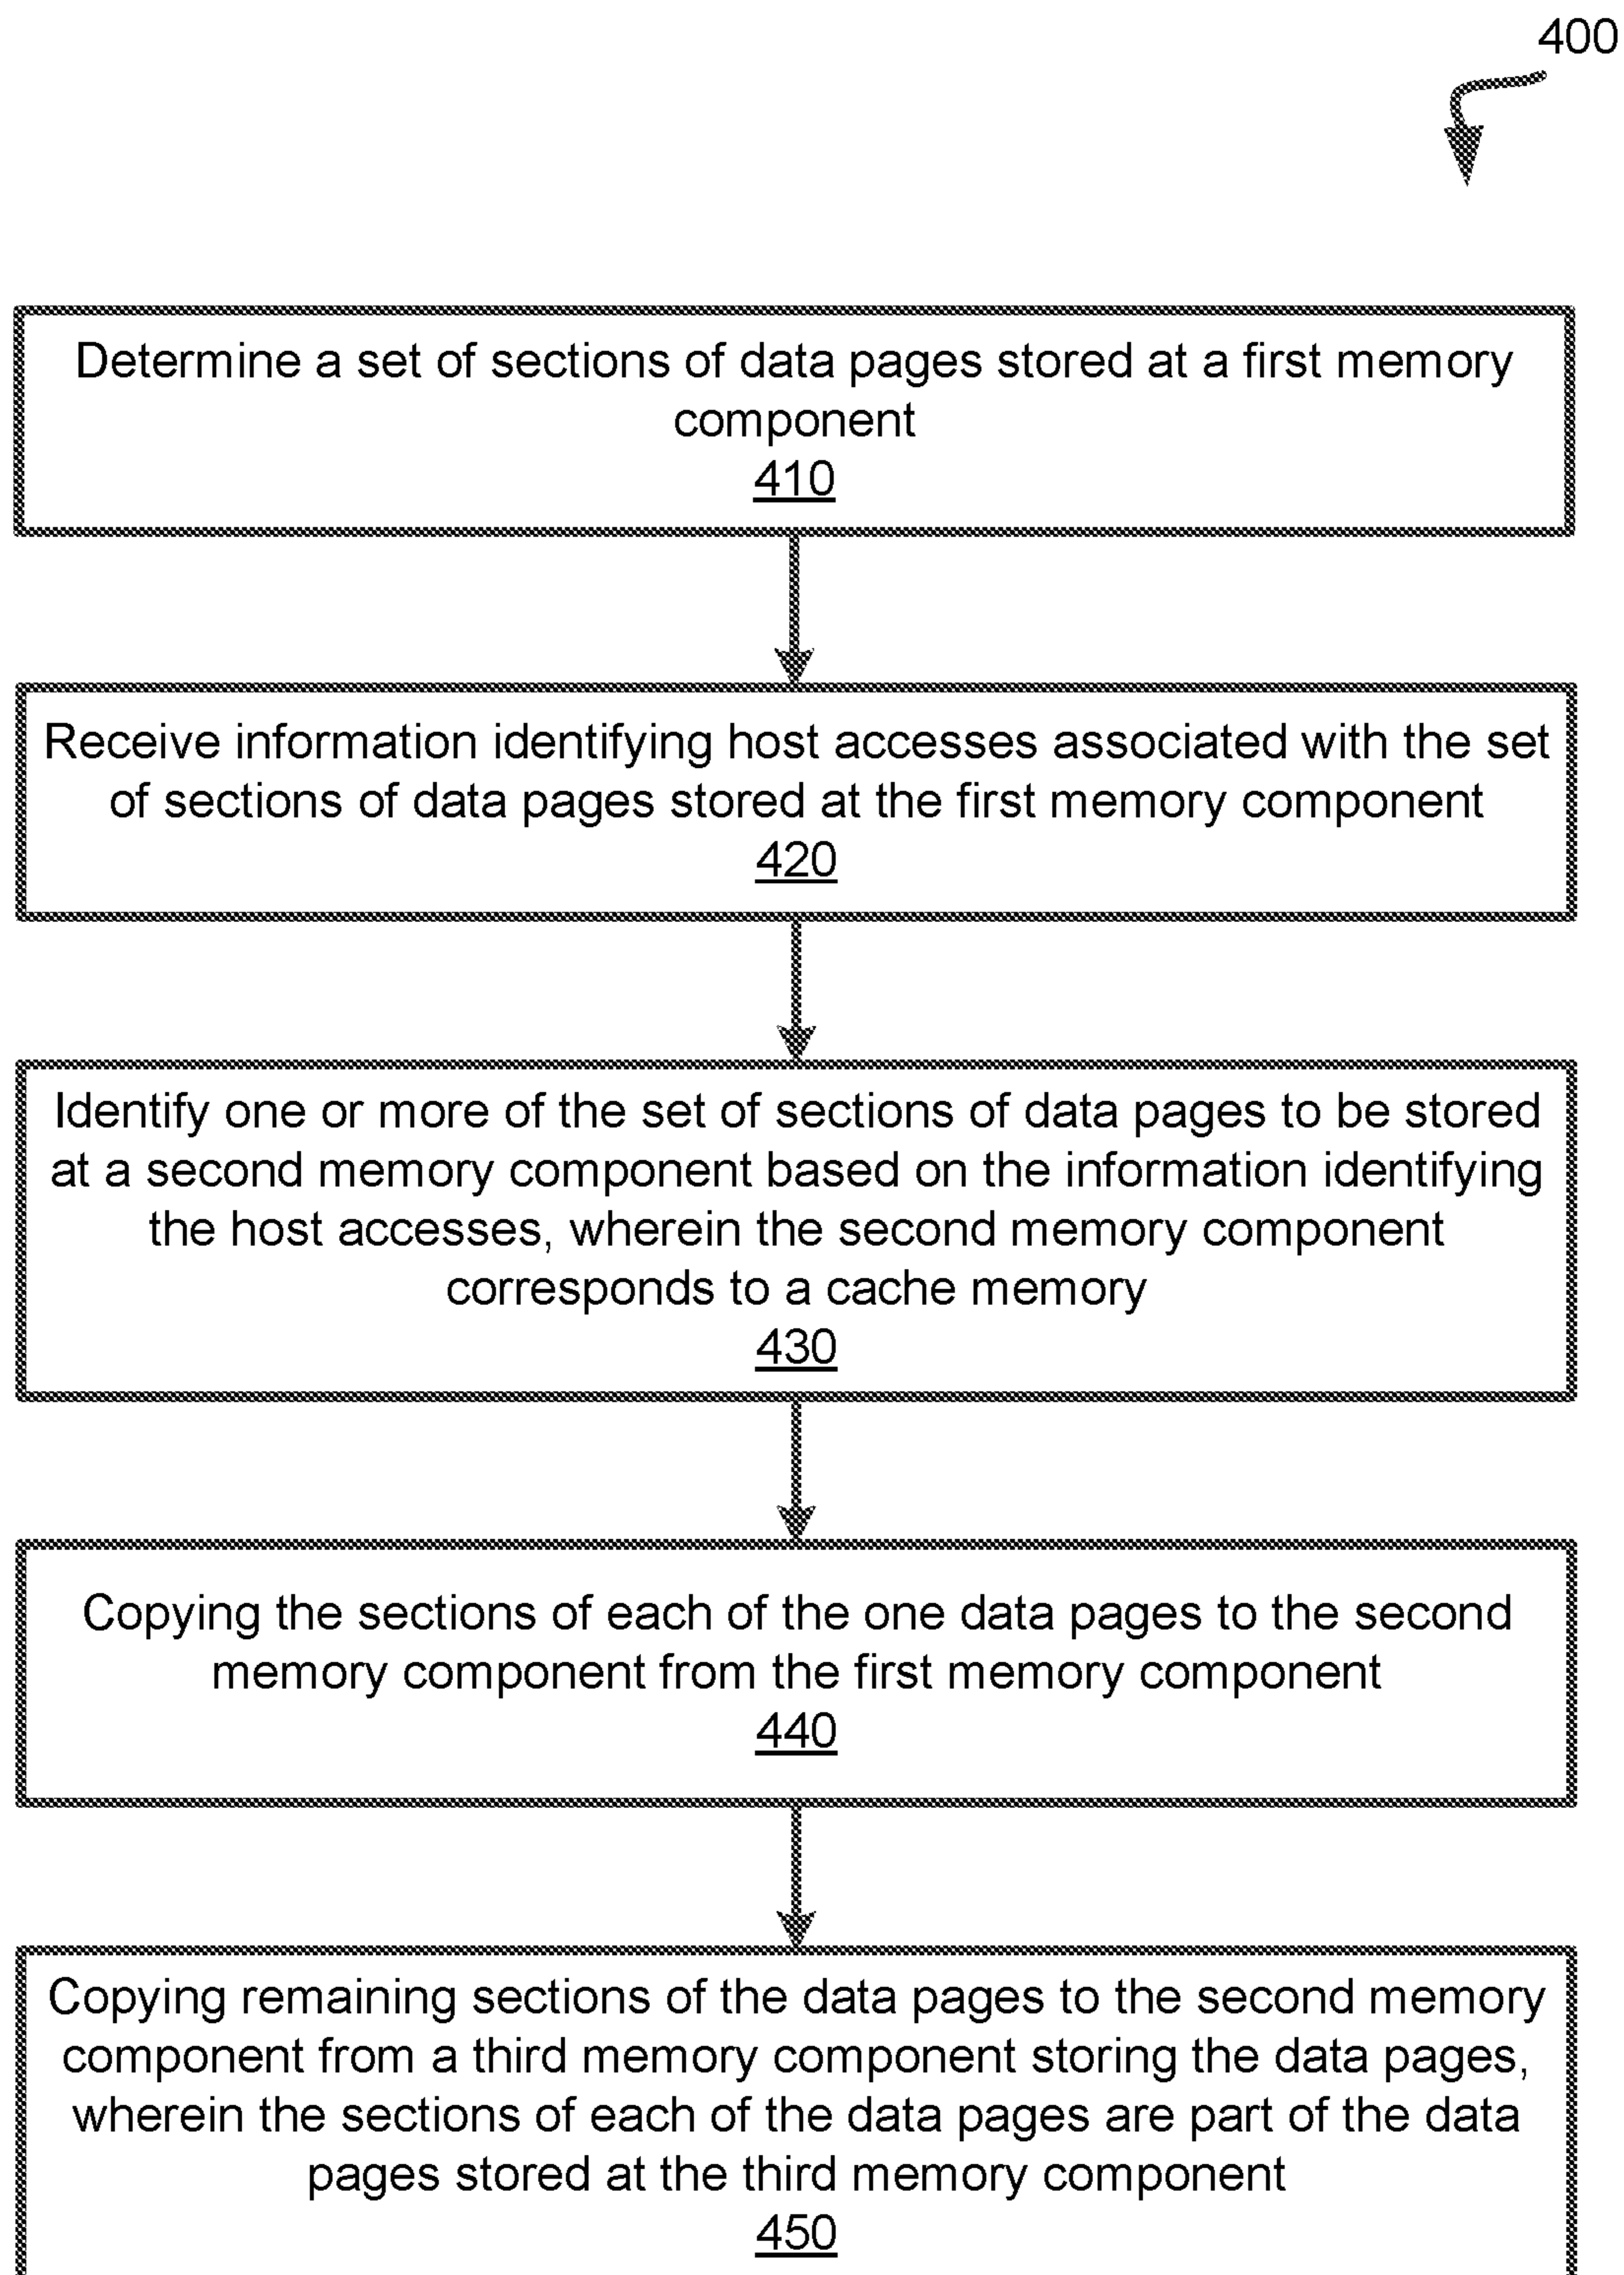 400
Determine a set of sections of data pages stored at a first memory
component
410
Receive information identifying host accesses associated with the set
of sections of data pages stored at the first memory component
420
Identify one or more of the set of sections of data pages to be stored
at a second memory component based on the information identifying
the host accesses, wherein the second memory component
corresponds to a cache memory
430
Copying the sections of each of the one data pages to the second
memory component from the first memory component
440
Copying remaining sections of the data pages to the second memory
component from a third memory component storing the data pages,
wherein the sections of each of the data pages are part of the data
pages stored at the third memory component
450